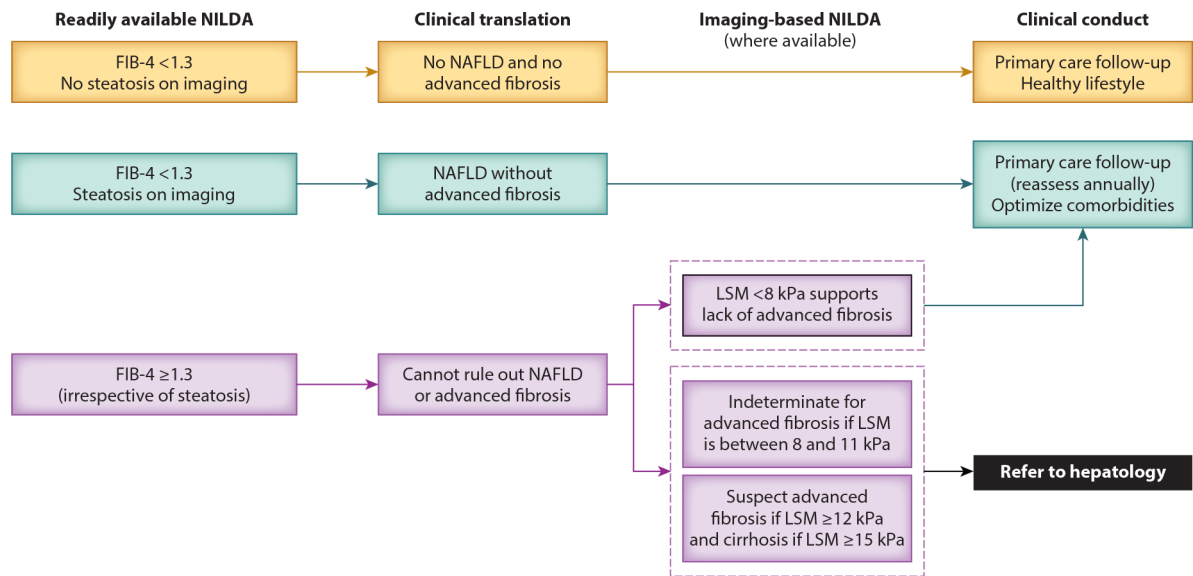 Readily available NILDA
Clinical translation
Imaging-based NILDA
(where available)
Clinical conduct
FIB-4 <1.3
No steatosis on imaging
No NAFLD and no
advanced fibrosis
Primary care follow-up
Healthy lifestyle
FIB-4 <1.3
Steatosis on imaging
NAFLD without
advanced fibrosis
Primary care follow-up
(reassess annually)
Optimize comorbidities
FIB-4 ≥1.3
(irrespective of steatosis)
Cannot rule out NAFLD
or advanced fibrosis
LSM <8 kPa supports
lack of advanced fibrosis
Indeterminate for
advanced fibrosis if LSM
is between 8 and 11 kPa
Suspect advanced
fibrosis if LSM ≥12 kPa
and cirrhosis if LSM ≥15 kPa
Refer to hepatology